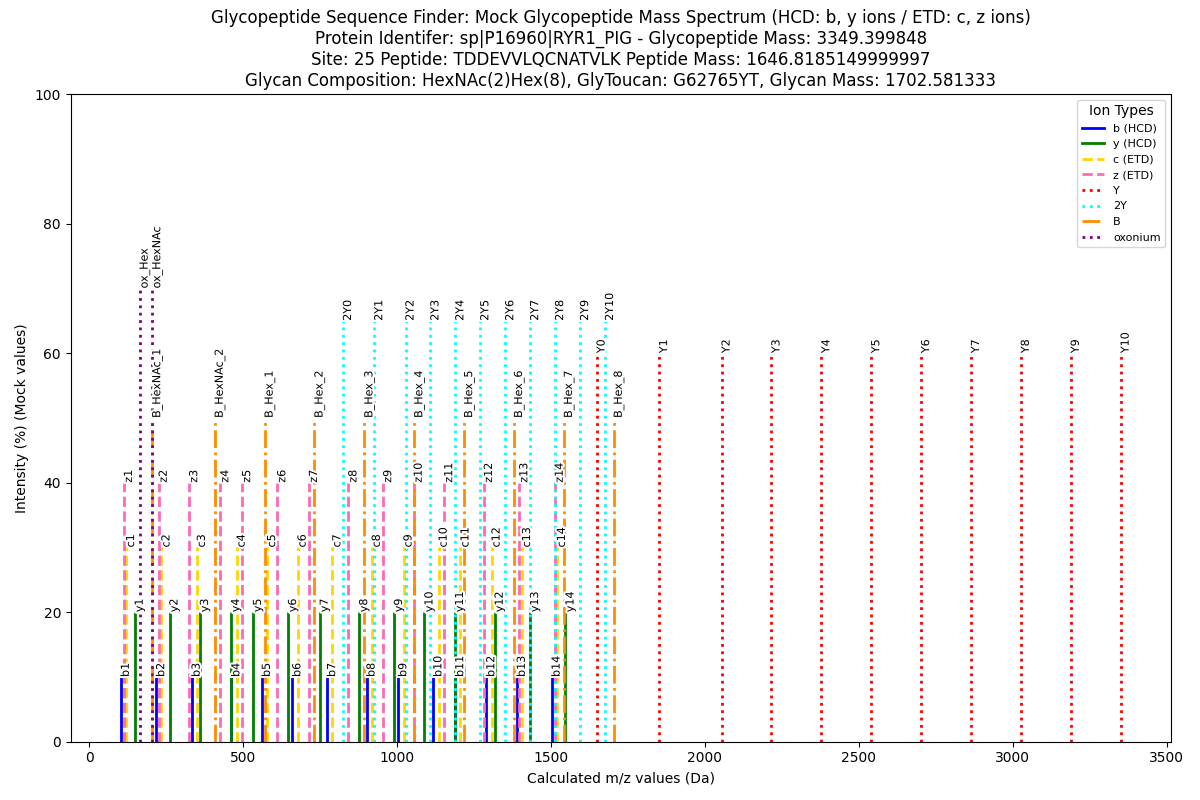 Glycopeptide Sequence Finder: Mock Glycopeptide Mass Spectrum (HCD: b, y ions / ETD: c, z ions)
Protein Identifer: sp|P16960|RYR1_PIG - Glycopeptide Mass: 3349.399848
Site: 25 Peptide: TDDEVVLQCNATVLK Peptide Mass: 1646.8185149999997
Glycan Composition: HexNAc(2)Hex(8), GlyToucan: G62765YT, Glycan Mass: 1702.581333
Intensity (%) (Mock values)
100
80
60
40
20
0
Ion Types
b (HCD)
y (HCD)
c (ETD)
z (ETD)
Y
2Y
B
oxonium
ox_Hex
ox_HexNAc
2Y0
2Y1
2Y2
2Y3
2Y4
2Y5
2Y6
2Y7
2Y8
2Y9
2Y10
Y0
Y1
Y2
Y3
Y4
Y5
Y6
Y7
Y8
Y9
Y10
B_HexNAc_1
B_HexNAc_2
B_Hex_1
B_Hex_2
B_Hex_3
B_Hex_4
B_Hex_5
B_Hex_6
B_Hex_7
B_Hex_8
z1
z2
z3
z4
z5
z6
z7
z8
z9
z10
z11
z12
z13
z14
c1
c2
c3
c4
c5
c6
c7
c8
c9
c10
c11
c12
c13
c14
y1
y2
y3
y4
y5
y6
y7
y8
y9
y10
y11
y12
y13
y14
b1
b2
b3
b4
b5
b6
b7
b8
b9
b10
b11
b12
b13
b14
0
500
1000
1500
2000
2500
3000
3500
Calculated m/z values (Da)